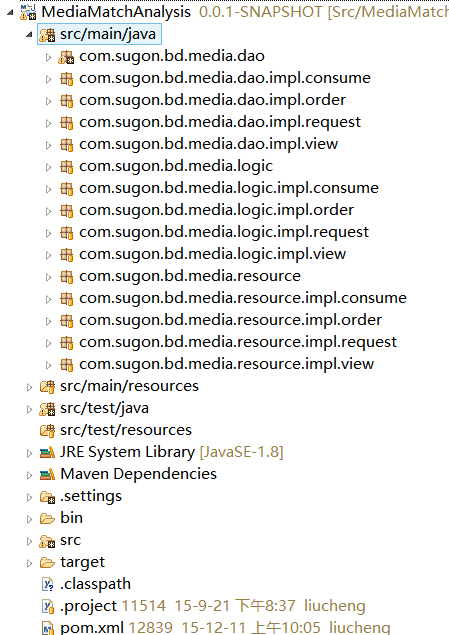 MediaMatchAnalysis 0.0.1-SNAPSHOT [Src/MediaMatch
src/main/java
com.sugon.bd.media.dao
com.sugon.bd.media.dao.impl.consume
com.sugon.bd.media.dao.impl.order
com.sugon.bd.media.dao.impl.request
com.sugon.bd.media.dao.impl.view
com.sugon.bd.media.logic
com.sugon.bd.media.logic.impl.consume
com.sugon.bd.media.logic.impl.order
com.sugon.bd.media.logic.impl.request
com.sugon.bd.media.logic.impl.view
com.sugon.bd.media.resource
com.sugon.bd.media.resource.impl.consume
com.sugon.bd.media.resource.impl.order
com.sugon.bd.media.resource.impl.request
com.sugon.bd.media.resource.impl.view
src/main/resources
src/test/java
src/test/resources
JRE System Library [JavaSE-1.8]
Maven Dependencies
.settings
bin
src
target
.classpath
.project 11514 15-9-21 下午8:37 liucheng
pom.xml 12839 15-12-11 上午10:05 liucheng